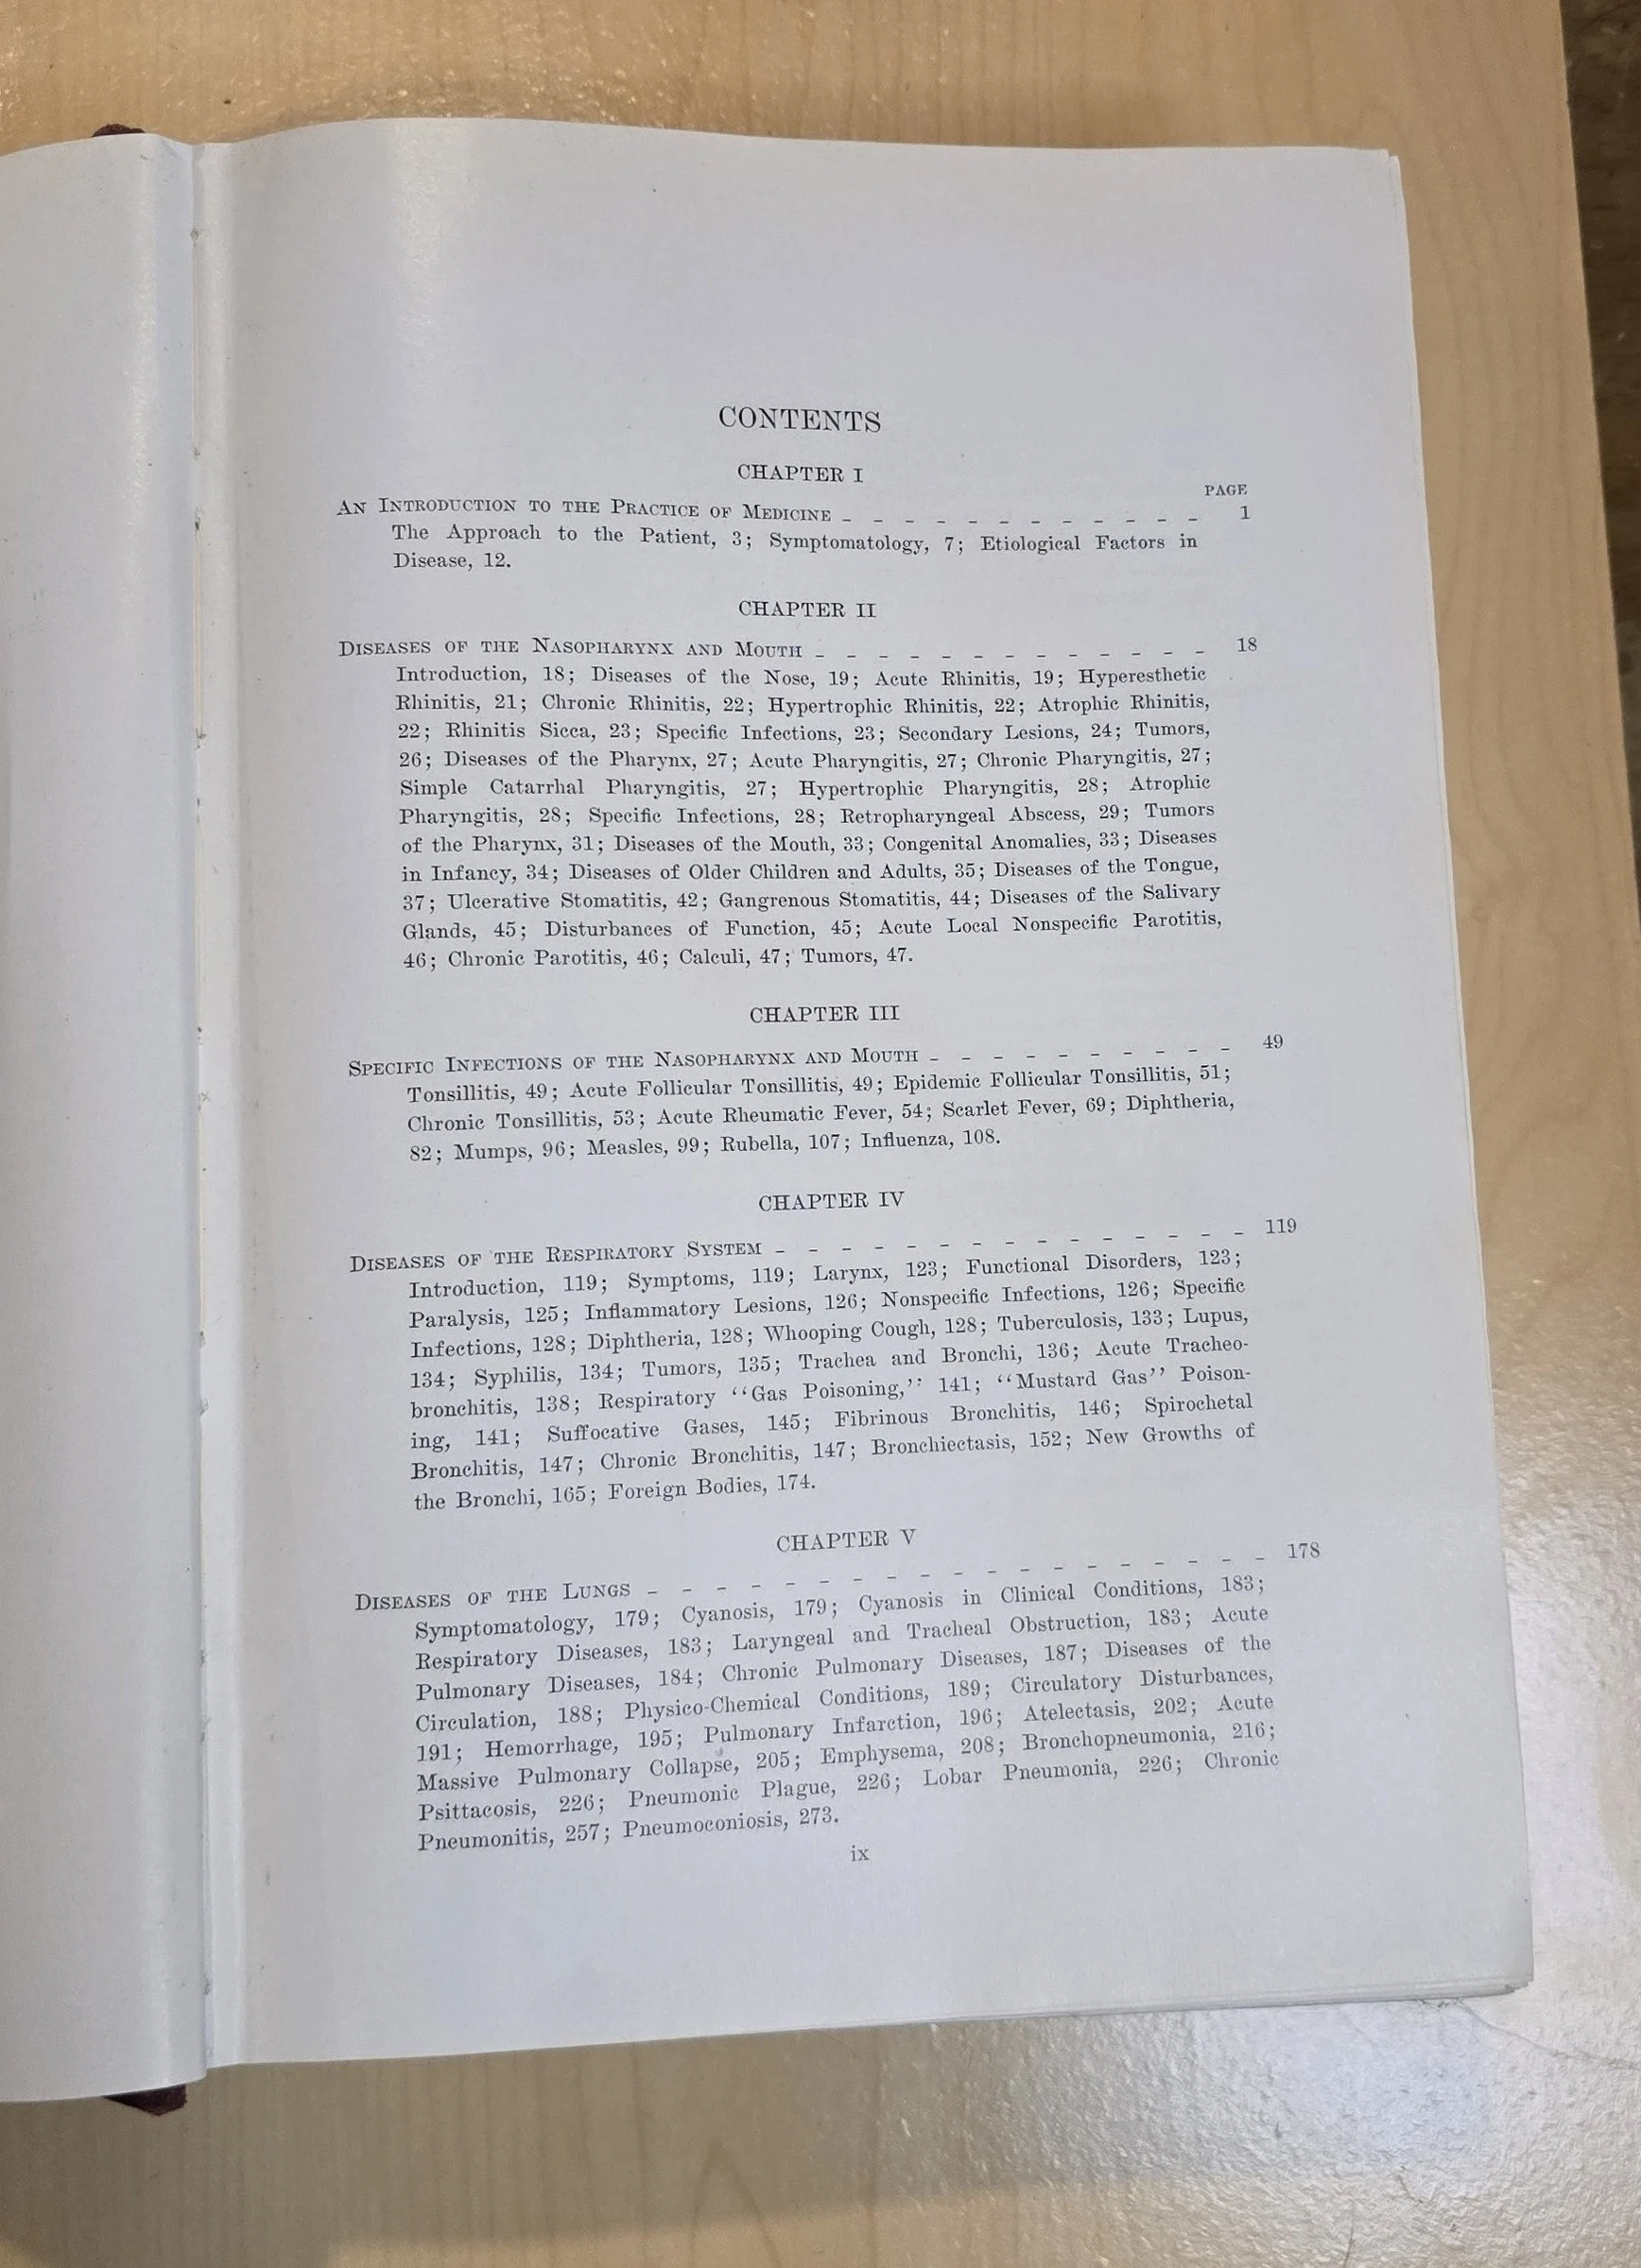 CONTENTS
CHAPTER I
PAGE
AN INTRODUCTION TO THE PRACTICE OF MEDICINE _ _ _ _ _ _ _ _ _ _ _ _ 1
The Approach to the Patient, 3; Symptomatology, 7; Etiological Factors in
Disease, 12.
CHAPTER II
DISEASES OF THE NASOPHARYNX AND MOUTH _ _ _ _ _ _ _ _ _ _ _ _ _ 18
Introduction, 18; Diseases of the Nose, 19; Acute Rhinitis, 19; Hyperesthetic
Rhinitis, 21; Chronic Rhinitis, 22; Hypertrophic Rhinitis, 22; Atrophic Rhinitis,
22; Rhinitis Sicca, 23; Specific Infections, 23; Secondary Lesions, 24; Tumors,
26; Diseases of the Pharynx, 27; Acute Pharyngitis, 27; Chronic Pharyngitis, 27;
Simple Catarrhal Pharyngitis, 27; Hypertrophic Pharyngitis, 28; Atrophic
Pharyngitis, 28; Specific Infections, 28; Retropharyngeal Abscess, 29; Tumors
of the Pharynx, 31; Diseases of the Mouth, 33; Congenital Anomalies, 33; Diseases
in Infancy, 34; Diseases of Older Children and Adults, 35; Diseases of the Tongue,
37; Ulcerative Stomatitis, 42; Gangrenous Stomatitis, 44; Diseases of the Salivary
Glands, 45; Disturbances of Function, 45; Acute Local Nonspecific Parotitis,
46; Chronic Parotitis, 46; Calculi, 47; Tumors, 47.
CHAPTER III
SPECIFIC INFECTIONS OF THE NASOPHARYNX AND MOUTH _ _ _ _ _ _ _ _ _ _ 49
Tonsillitis, 49; Acute Follicular Tonsillitis, 49; Epidemic Follicular Tonsillitis, 51;
Chronic Tonsillitis, 53; Acute Rheumatic Fever, 54; Scarlet Fever, 69; Diphtheria,
82; Mumps, 96; Measles, 99; Rubella, 107; Influenza, 108.
CHAPTER IV
DISEASES OF THE RESPIRATORY SYSTEM _ _ _ _ _ _ _ _ _ _ _ _ _ _ _ 119
Introduction, 119; Symptoms, 119; Larynx, 123; Functional Disorders, 123;
Paralysis, 125; Inflammatory Lesions, 126; Nonspecific Infections, 126; Specific
Infections, 128; Diphtheria, 128; Whooping Cough, 128; Tuberculosis, 133; Lupus,
134; Syphilis, 134; Tumors, 135; Trachea and Bronchi, 136; Acute Tracheo-
bronchitis, 138; Respiratory ‘‘Gas Poisoning,’’ 141; ‘‘Mustard Gas’’ Poison-
ing, 141; Suffocative Gases, 145; Fibrinous Bronchitis, 146; Spirochetal
Bronchitis, 147; Chronic Bronchitis, 147; Bronchiectasis, 152; New Growths of
the Bronchi, 165; Foreign Bodies, 174.
CHAPTER V
DISEASES OF THE LUNGS _ _ _ _ _ _ _ _ _ _ _ _ _ _ _ _ _ _ _ 178
Symptomatology, 179; Cyanosis, 179; Cyanosis in Clinical Conditions, 183;
Respiratory Diseases, 183; Laryngeal and Tracheal Obstruction, 183; Acute
Pulmonary Diseases, 184; Chronic Pulmonary Diseases, 187; Diseases of the
Circulation, 188; Physico-Chemical Conditions, 189; Circulatory Disturbances,
191; Hemorrhage, 195; Pulmonary Infarction, 196; Atelectasis, 202; Acute
Massive Pulmonary Collapse, 205; Emphysema, 208; Bronchopneumonia, 216;
Psittacosis, 226; Pneumonic Plague, 226; Lobar Pneumonia, 226; Chronic
Pneumonitis, 257; Pneumoconiosis, 273.
ix